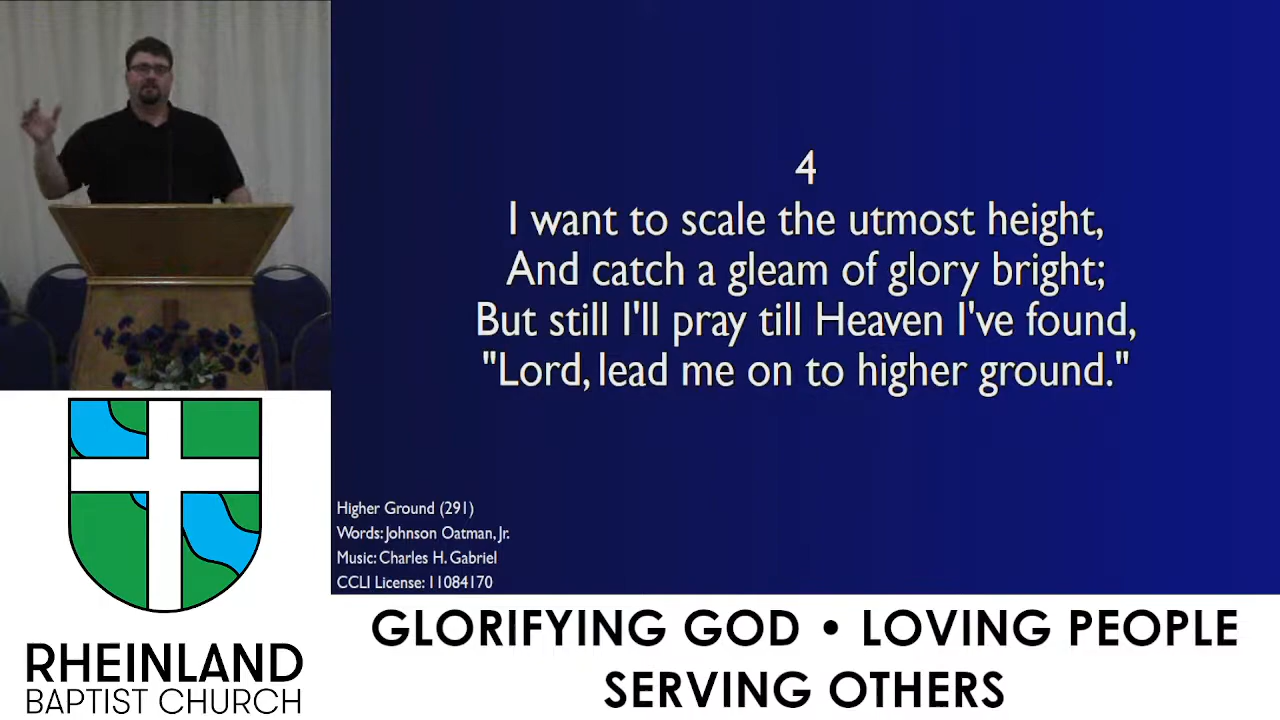 4
I want to scale the utmost height,
And catch a gleam of glory bright;
But still I'll pray till Heaven I've found,
"Lord, lead me on to higher ground."
Higher Ground (291)
Words: Johnson Oatman, Jr.
Music: Charles H. Gabriel
CCLI License: 11084170
RHEINLAND
BAPTIST CHURCH
GLORIFYING GOD • LOVING PEOPLE
SERVING OTHERS